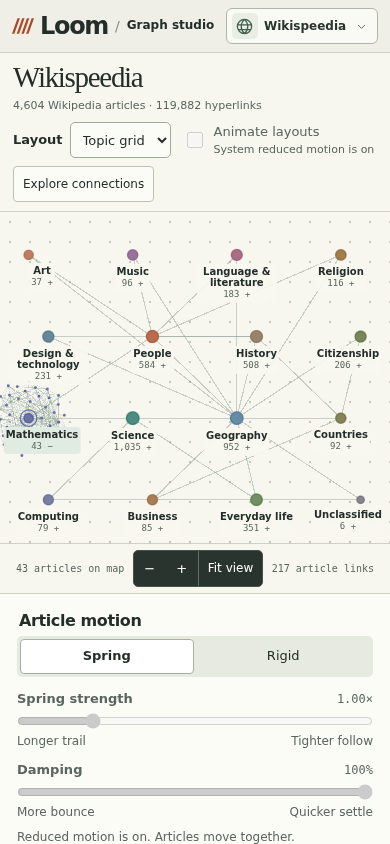 Loom / Graph studio Wikispeedia
Wikispeedia
4,604 Wikipedia articles · 119,882 hyperlinks
Layout Topic grid Animate layouts
System reduced motion is on
Explore connections
Art
37 +
Music
96 +
Language &
literature
183 +
Religion
116 +
Design &
technology
231 +
People
584 +
History
508 +
Citizenship
206 +
Mathematics
43 −
Science
1,035 +
Geography
952 +
Countries
92 +
Computing
79 +
Business
85 +
Everyday life
351 +
Unclassified
6 +
43 articles on map − + Fit view 217 article links
Article motion
Spring Rigid
Spring strength 1.00×
Longer trail Tighter follow
Damping 100%
More bounce Quicker settle
Reduced motion is on. Articles move together.